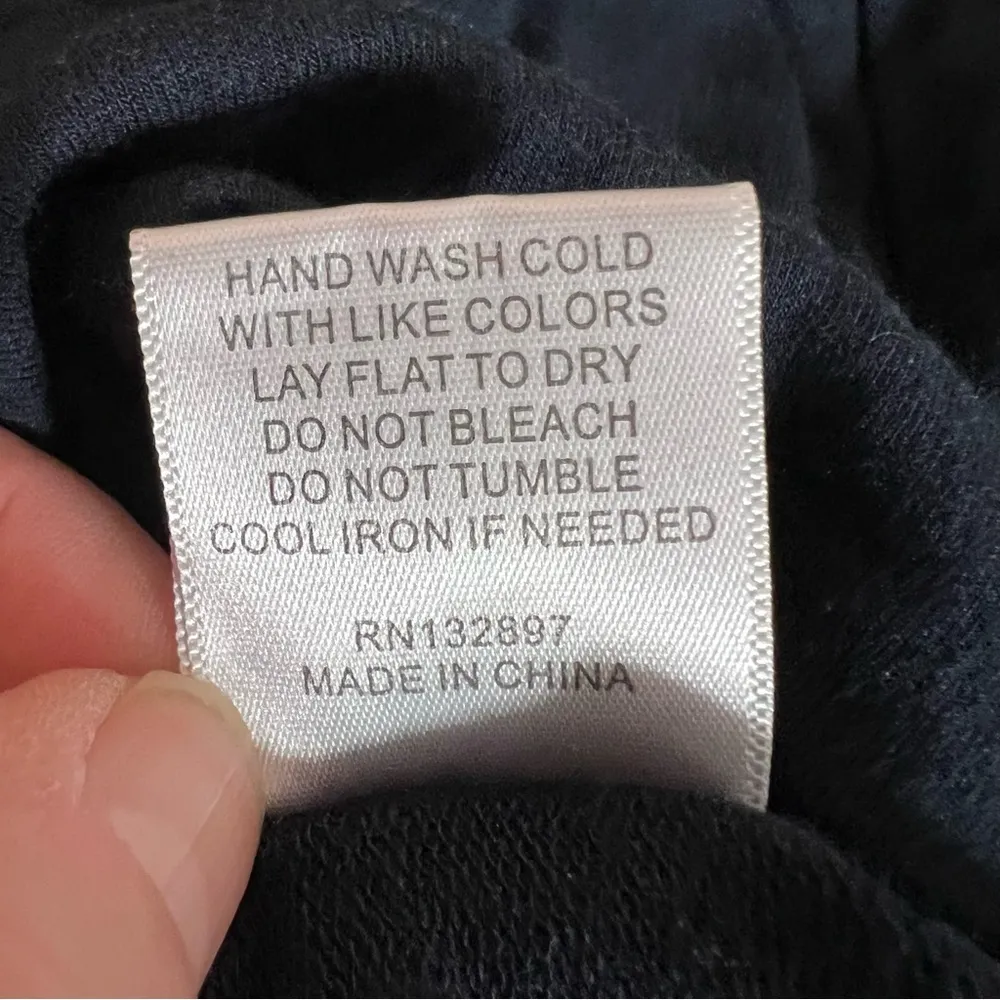 HAND WASH COLD
WITH LIKE COLORS
LAY FLAT TO DRY
DO NOT BLEACH
DO NOT TUMBLE
COOL IRON IF NEEDED
RN132897
MADE IN CHINA